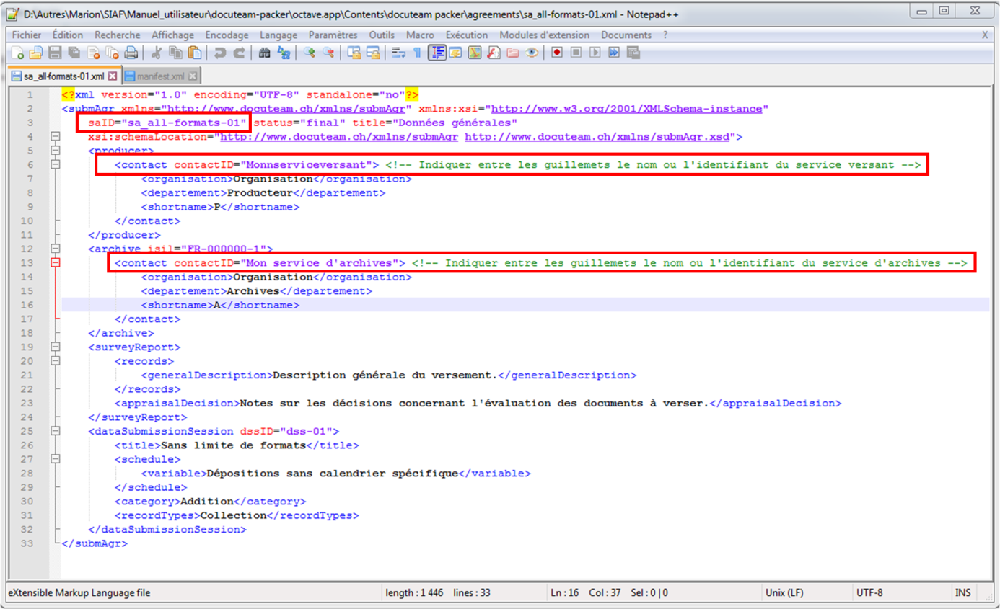 D:\Autres\Marion\SIAF\Manuel_utilisateur\docuteam-packer\octave.app\Contents\docuteam packer\agreements\sa_all-formats-01.xml - Notepad++
Fichier Édition Recherche Affichage Encodage Langage Paramètres Outils Macro Exécution Modules d'extension Documents ? X
sa_all-formats-01.xml manifest.xml
1 <?xml version="1.0" encoding="UTF-8" standalone="no"?>
2 <submAgr xmlns="http://www.docuteam.ch/xmlns/submAgr" xmlns:xsi="http://www.w3.org/2001/XMLSchema-instance"
3 saID="sa_all-formats-01" status="final" title="Données générales"
4 xsi:schemaLocation="http://www.docuteam.ch/xmlns/submAgr http://www.docuteam.ch/xmlns/submAgr.xsd">
5 <producer>
6 <contact contactID="Monnserviceversant"> <!-- Indiquer entre les guillemets le nom ou l'identifiant du service versant -->
7 <organisation>Organisation</organisation>
8 <departement>Producteur</departement>
9 <shortname>P</shortname>
10 </contact>
11 </producer>
12 <archive isil="FR-000000-1">
13 <contact contactID="Mon service d'archives"> <!-- Indiquer entre les guillemets le nom ou l'identifiant du service d'archives -->
14 <organisation>Organisation</organisation>
15 <departement>Archives</departement>
16 <shortname>A</shortname>
17 </contact>
18 </archive>
19 <surveyReport>
20 <records>
21 <generalDescription>Description générale du versement.</generalDescription>
22 </records>
23 <appraisalDecision>Notes sur les décisions concernant l'évaluation des documents à verser.</appraisalDecision>
24 </surveyReport>
25 <dataSubmissionSession dssID="dss-01">
26 <title>Sans limite de formats</title>
27 <schedule>
28 <variable>Dépositions sans calendrier spécifique</variable>
29 </schedule>
30 <category>Addition</category>
31 <recordTypes>Collection</recordTypes>
32 </dataSubmissionSession>
33 </submAgr>
eXtensible Markup Language file length : 1 446 lines : 33 Ln : 16 Col : 37 Sel : 0 | 0 Unix (LF) UTF-8 INS